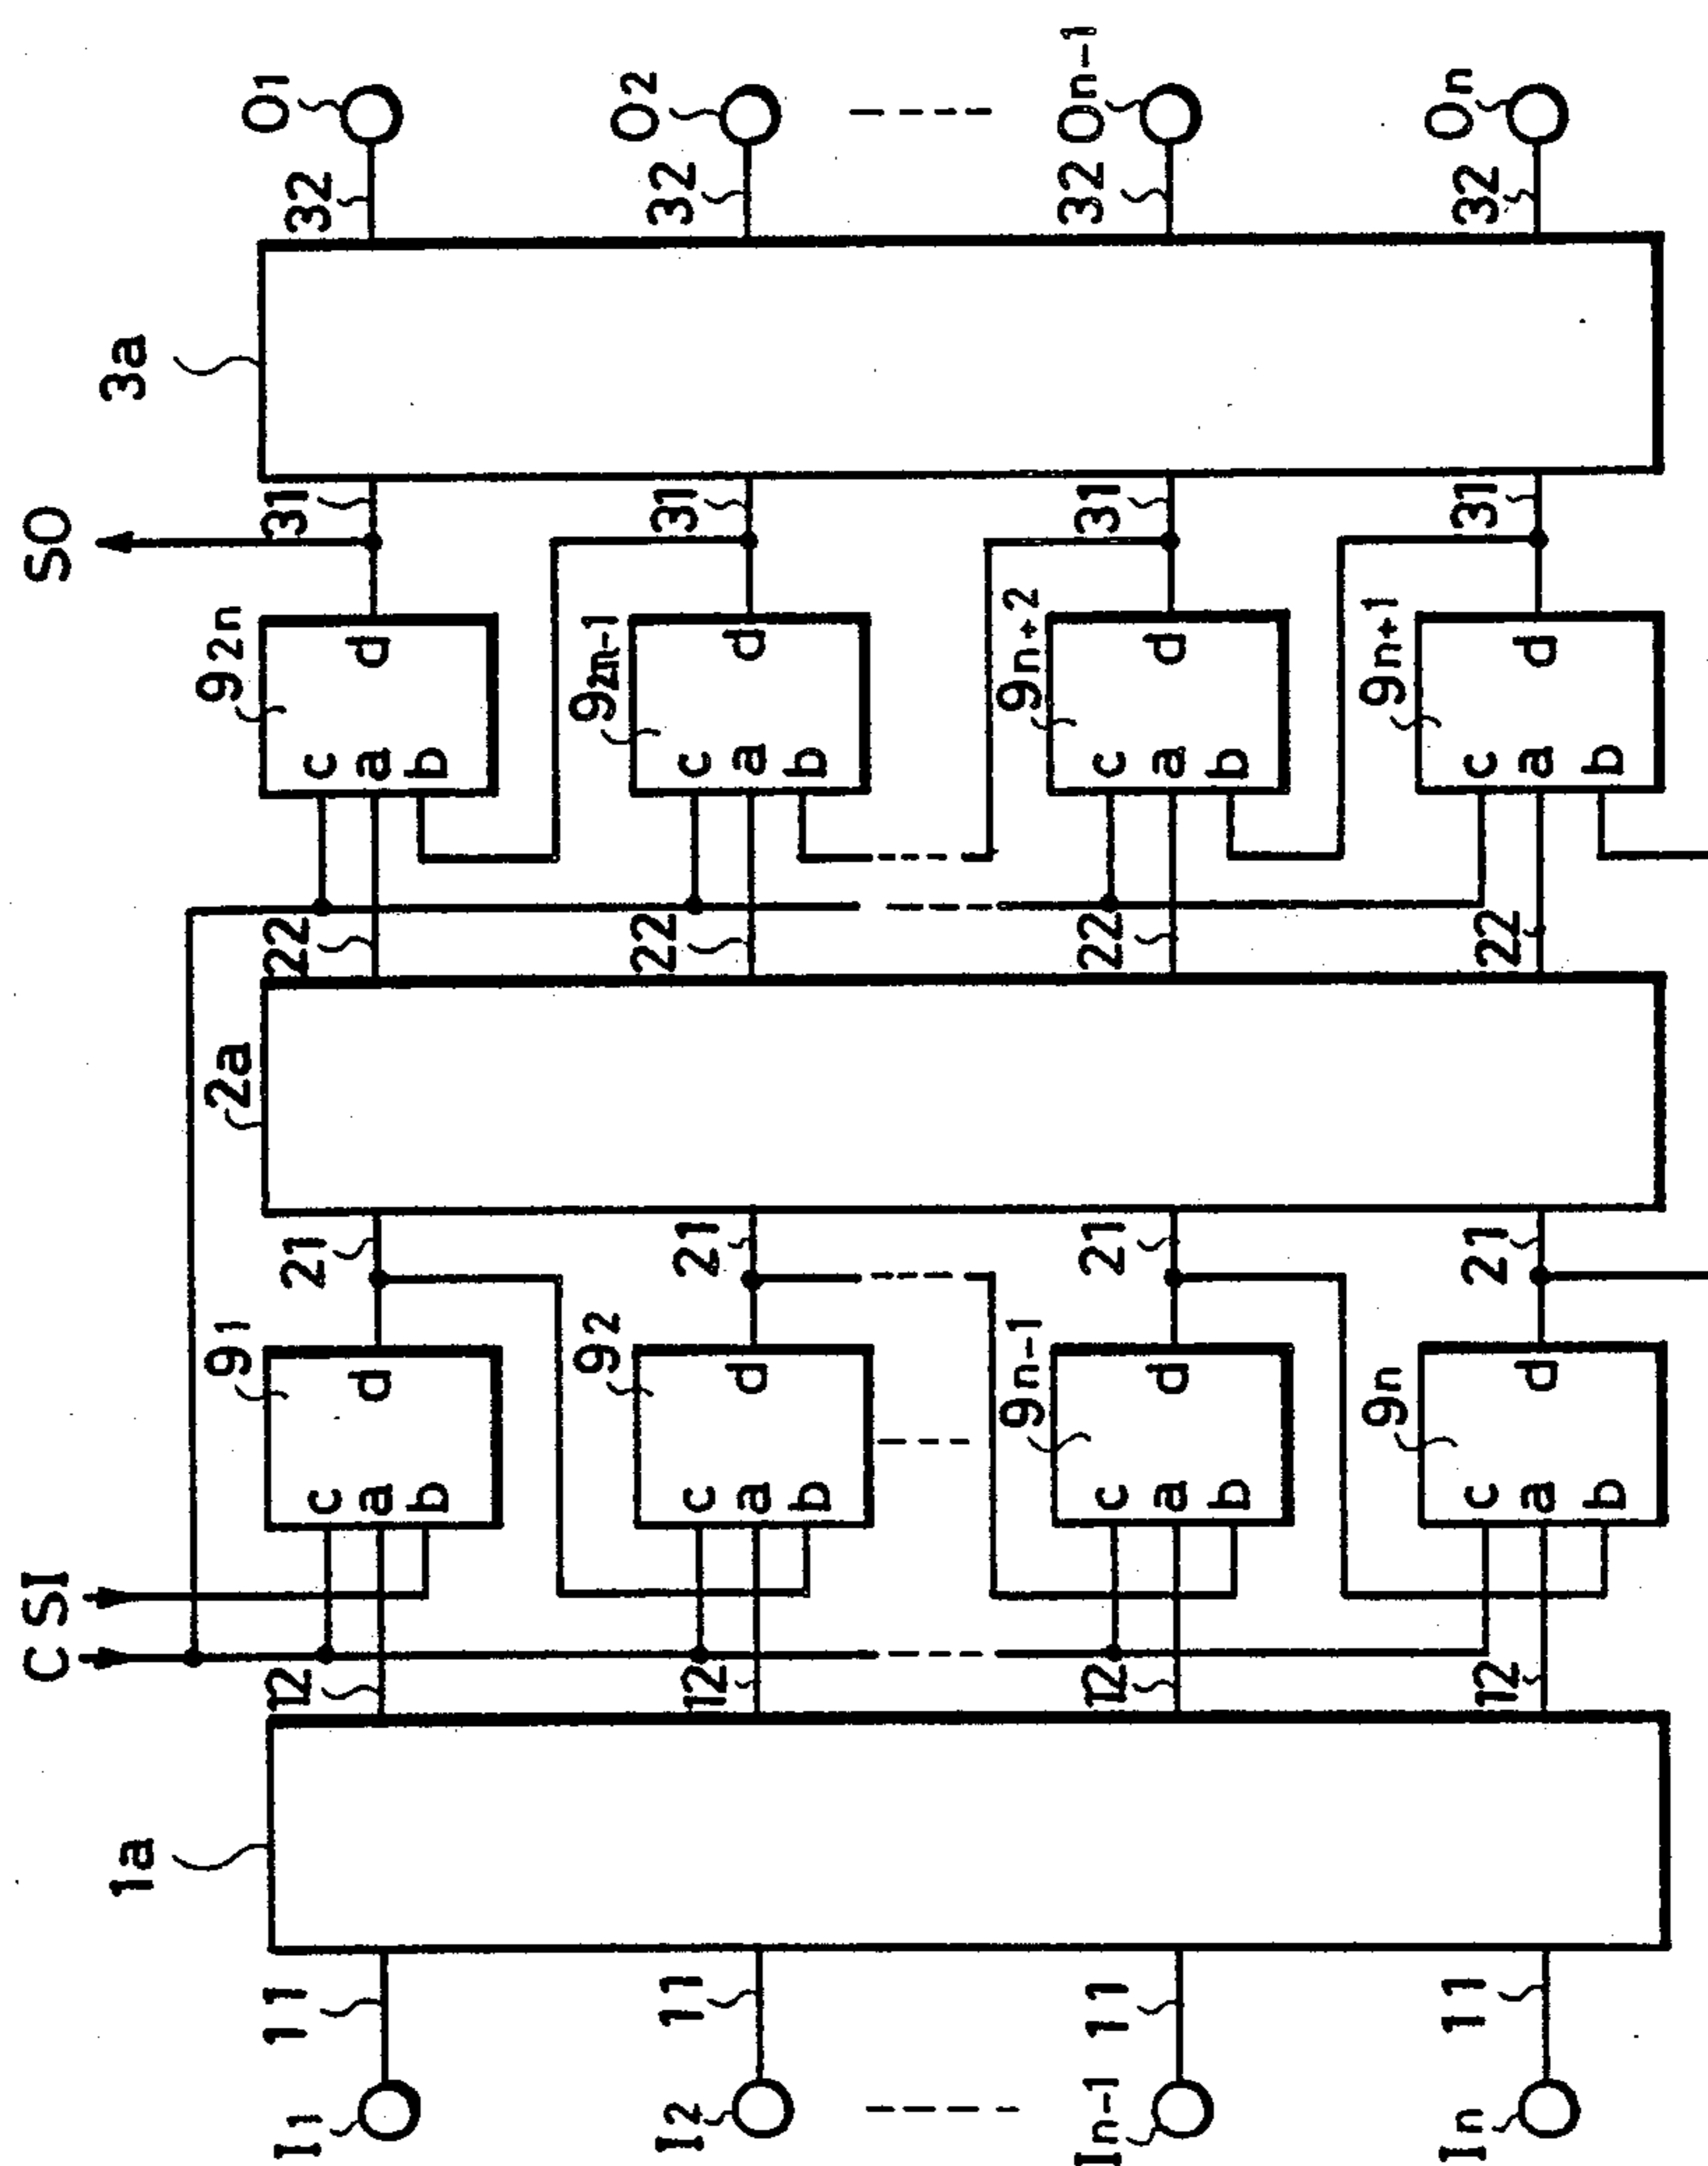 C SI SO
1a 2a 3a
I1 11 12 c a b d 91 21 22 c a b d 92n 31 32 O1
I2 11 12 c a b d 92 21 22 c a b d 31 32 O2
In-1 11 12 c a b d 9n-1 21 22 c a b d 9n+2 31 32 On-1
In 11 12 c a b d 9n 21 22 c a b d 9n+1 31 32 On